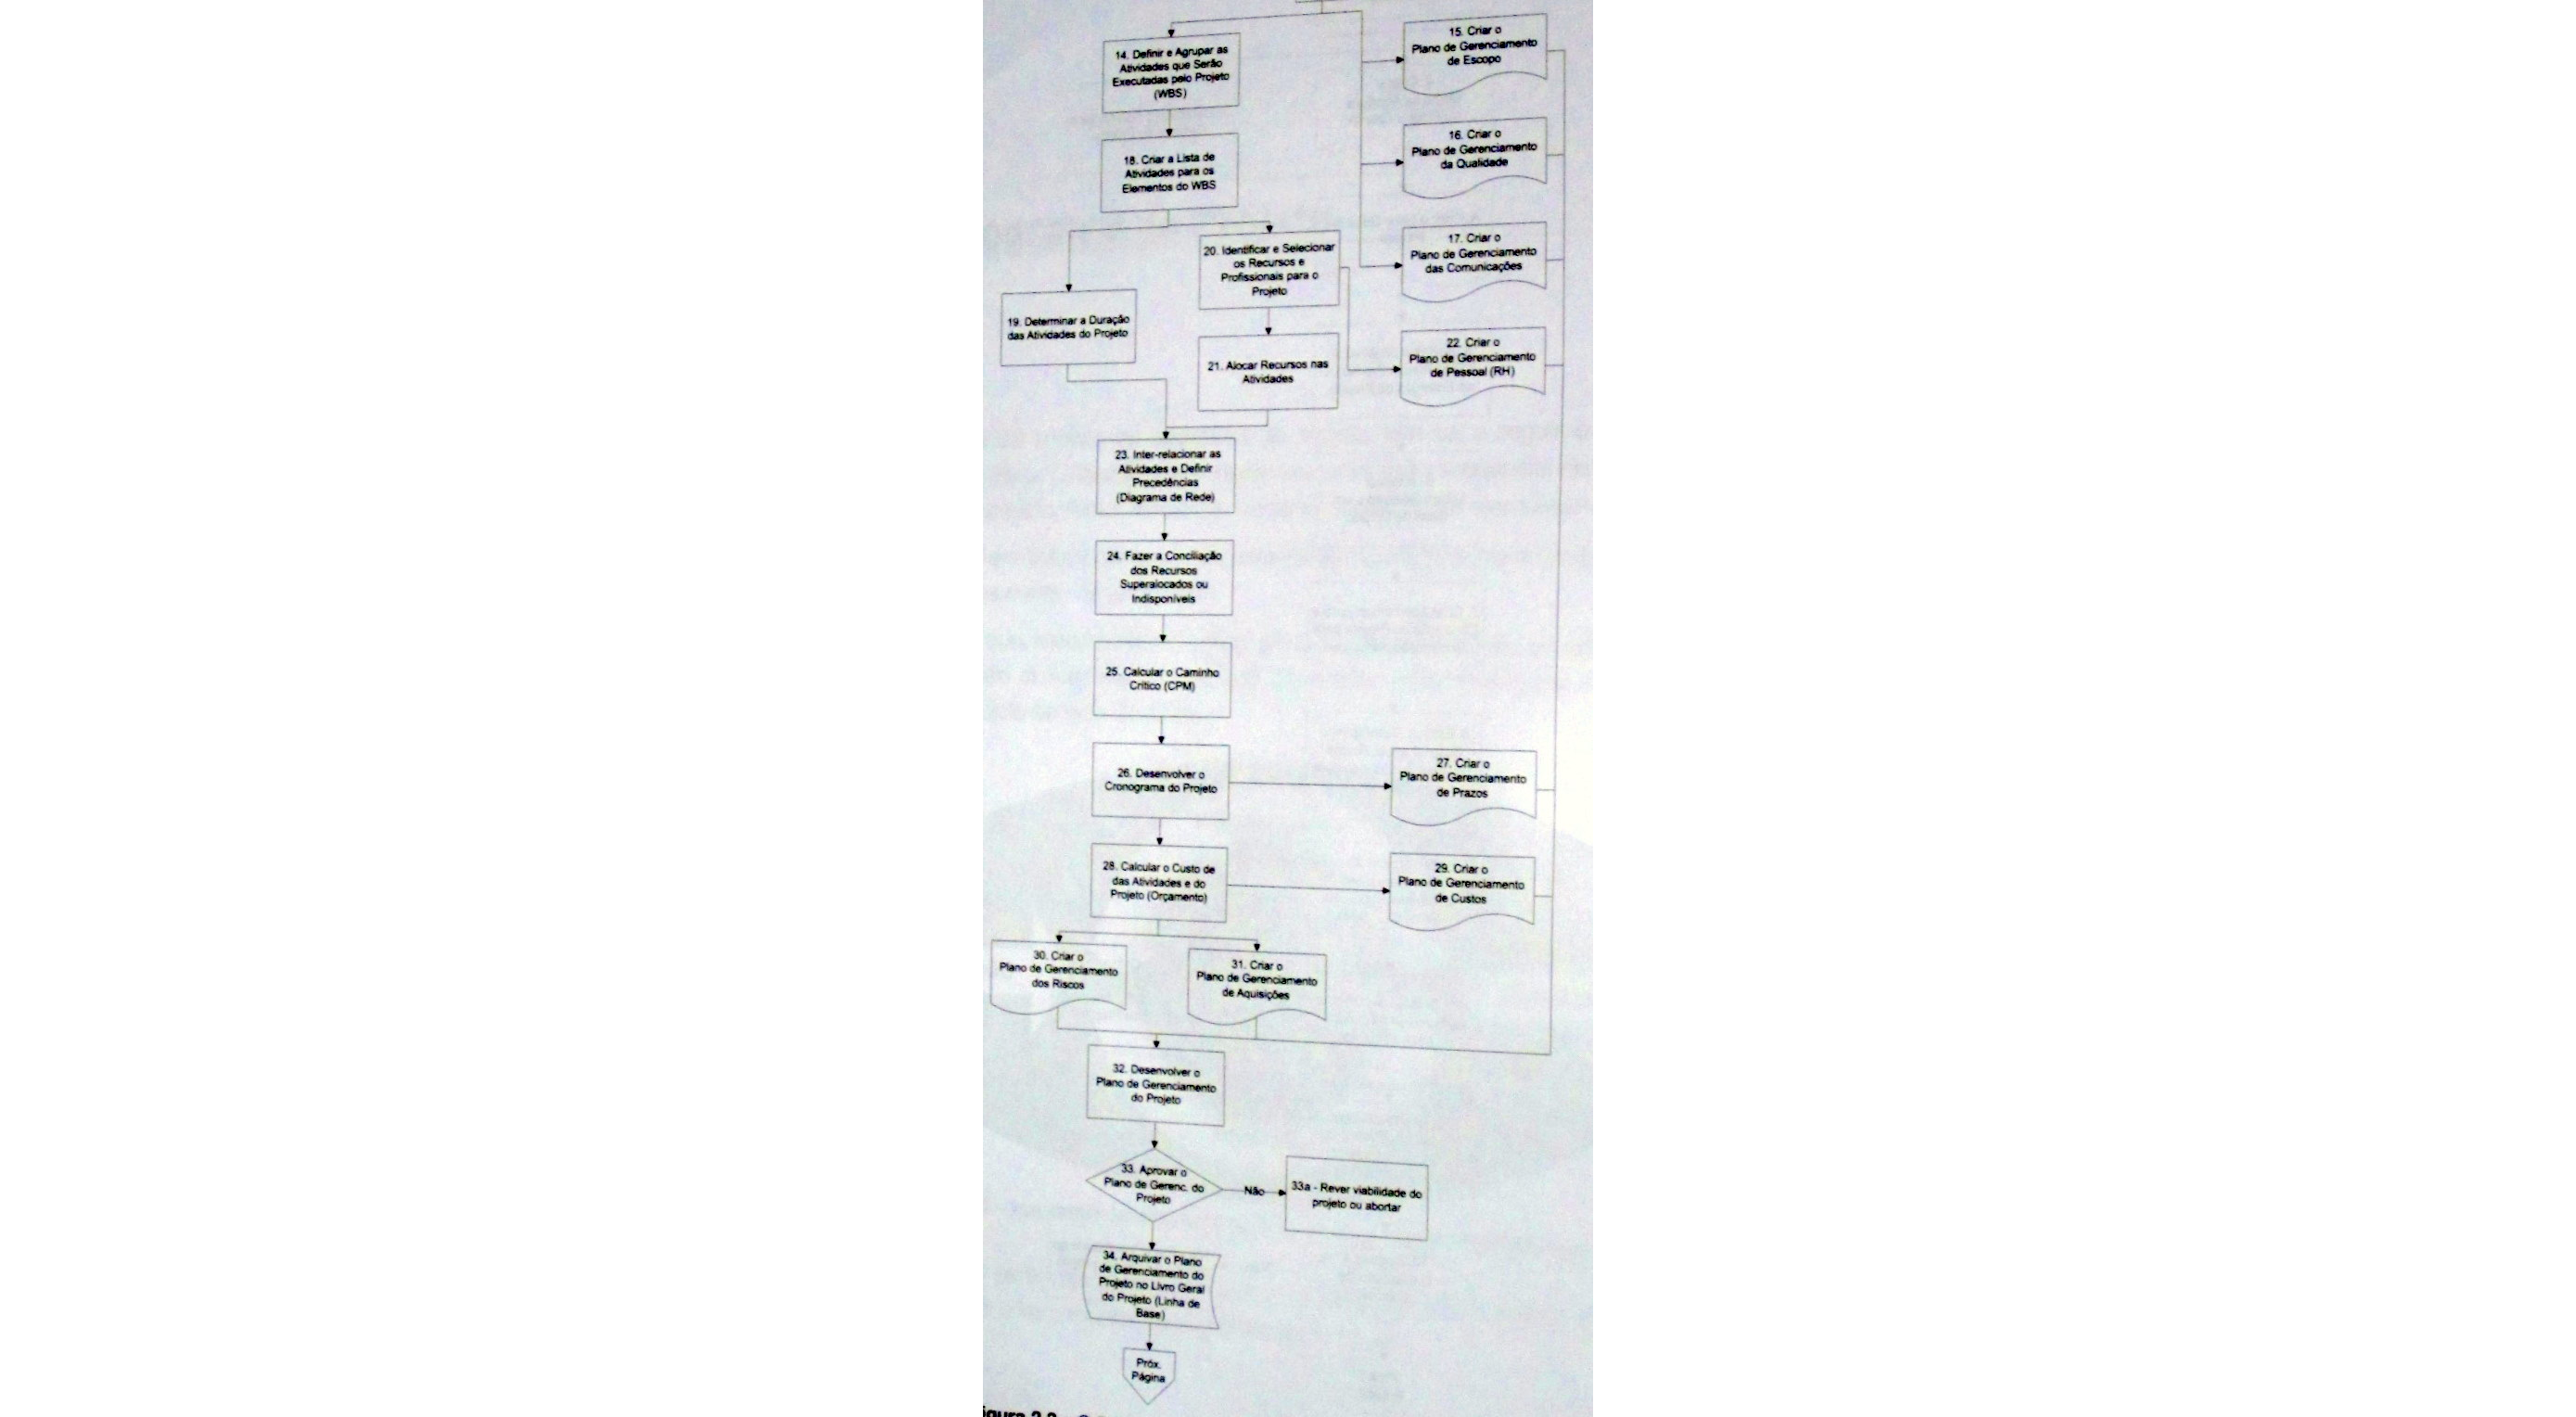 14. Definir e Agrupar as
Atividades que Serão
Executadas pelo Projeto
(WBS)
15. Criar o
Plano de Gerenciamento
de Escopo
16. Criar o
Plano de Gerenciamento
da Qualidade
18. Criar a Lista de
Atividades para os
Elementos do WBS
17. Criar o
Plano de Gerenciamento
das Comunicações
20. Identificar e Selecionar
os Recursos e
Profissionais para o
Projeto
19. Determinar a Duração
das Atividades do Projeto
21. Alocar Recursos nas
Atividades
22. Criar o
Plano de Gerenciamento
de Pessoal (RH)
23. Inter-relacionar as
Atividades e Definir
Precedências
(Diagrama de Rede)
24. Fazer a Conciliação
dos Recursos
Superalocados ou
Indisponíveis
25. Calcular o Caminho
Crítico (CPM)
26. Desenvolver o
Cronograma do Projeto
27. Criar o
Plano de Gerenciamento
de Prazos
28. Calcular o Custo de
das Atividades e do
Projeto (Orçamento)
29. Criar o
Plano de Gerenciamento
de Custos
30. Criar o
Plano de Gerenciamento
dos Riscos
31. Criar o
Plano de Gerenciamento
de Aquisições
32. Desenvolver o
Plano de Gerenciamento
do Projeto
33. Aprovar o
Plano de Gerenc. do
Projeto
Não
33a - Rever viabilidade do
projeto ou abortar
34. Arquivar o Plano
de Gerenciamento do
Projeto no Livro Geral
do Projeto (Linha de
Base)
Próx.
Página